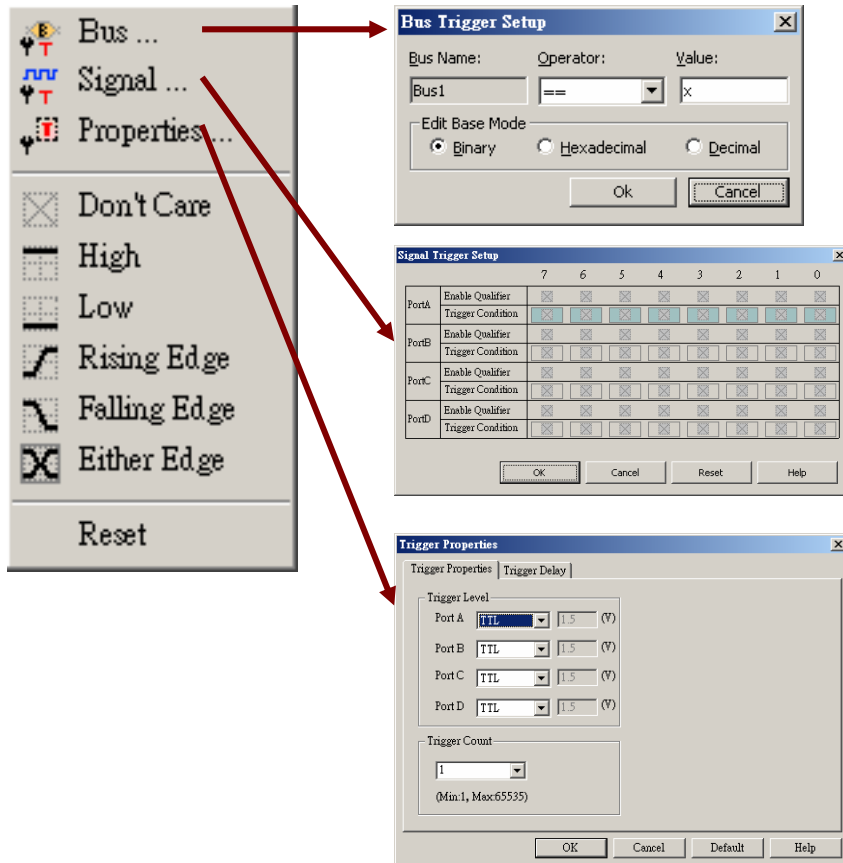 Bus ...
Signal ...
Properties ...
Don't Care
High
Low
Rising Edge
Falling Edge
Either Edge
Reset
Bus Trigger Setup
Bus Name: Operator: Value:
Bus1 == x
Edit Base Mode
Binary Hexadecimal Decimal
Ok Cancel
Signal Trigger Setup
7 6 5 4 3 2 1 0
PortA Enable Qualifier
Trigger Condition
PortB Enable Qualifier
Trigger Condition
PortC Enable Qualifier
Trigger Condition
PortD Enable Qualifier
Trigger Condition
OK Cancel Reset Help
Trigger Properties
Trigger Properties Trigger Delay
Trigger Level
Port A TTL 1.5 (V)
Port B TTL 1.5 (V)
Port C TTL 1.5 (V)
Port D TTL 1.5 (V)
Trigger Count
1
(Min:1, Max:65535)
OK Cancel Default Help